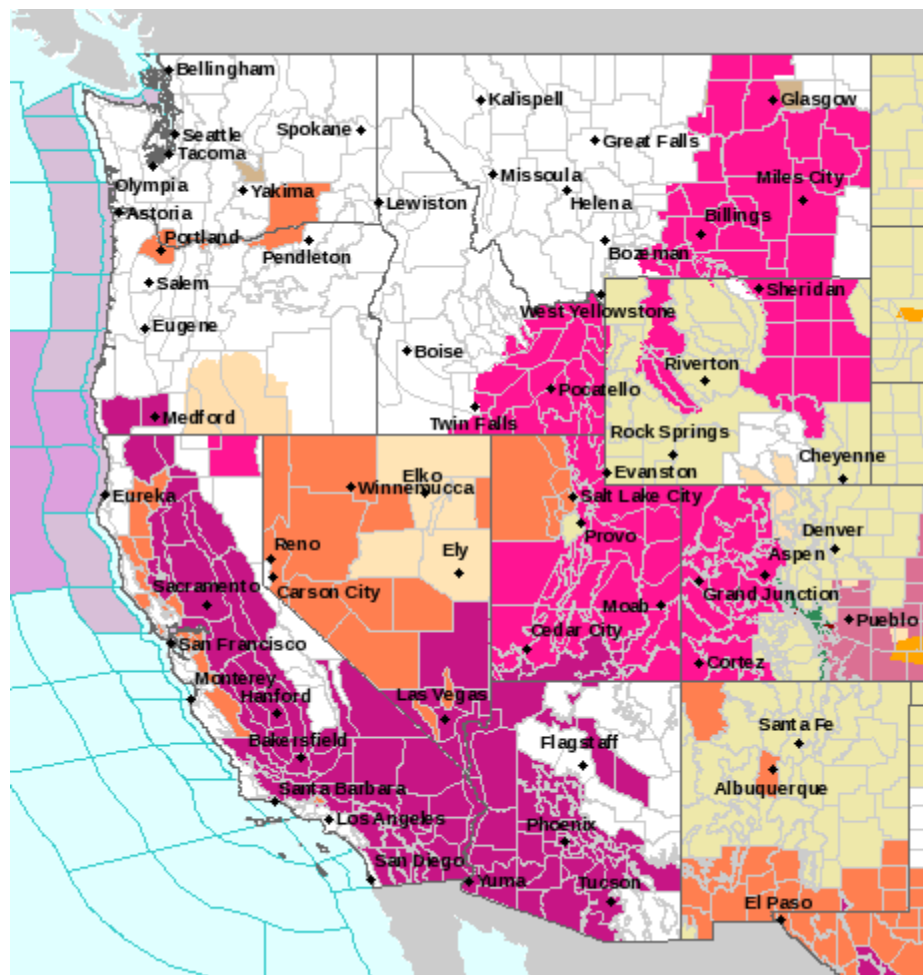 Bellingham
Kalispell
Glasgow
Spokane
Seattle
Great Falls
Tacoma
Missoula
Olympia
Miles City
Yakima
Helena
Lewiston
Astoria
Billings
Portland
Pendleton
Bozeman
Salem
Sheridan
West Yellowstone
Eugene
Boise
Riverton
Pocatello
Medford
Twin Falls
Rock Springs
Cheyenne
Elko
Evanston
Winnemucca
Eureka
Salt Lake City
Provo
Denver
Reno
Ely
Aspen
Sacramento
Carson City
Grand Junction
Moab
Pueblo
San Francisco
Cedar City
Cortez
Monterey
Hanford
Las Vegas
Santa Fe
Bakersfield
Flagstaff
Albuquerque
Santa Barbara
Los Angeles
Phoenix
San Diego
Yuma
Tucson
El Paso